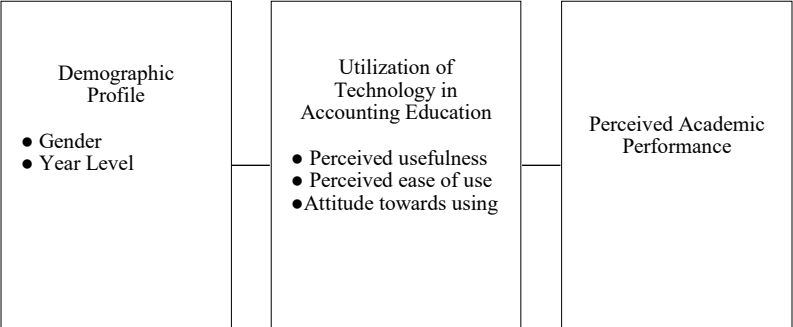 Demographic
Profile
● Gender
● Year Level
Utilization of
Technology in
Accounting Education
● Perceived usefulness
● Perceived ease of use
●Attitude towards using
Perceived Academic
Performance